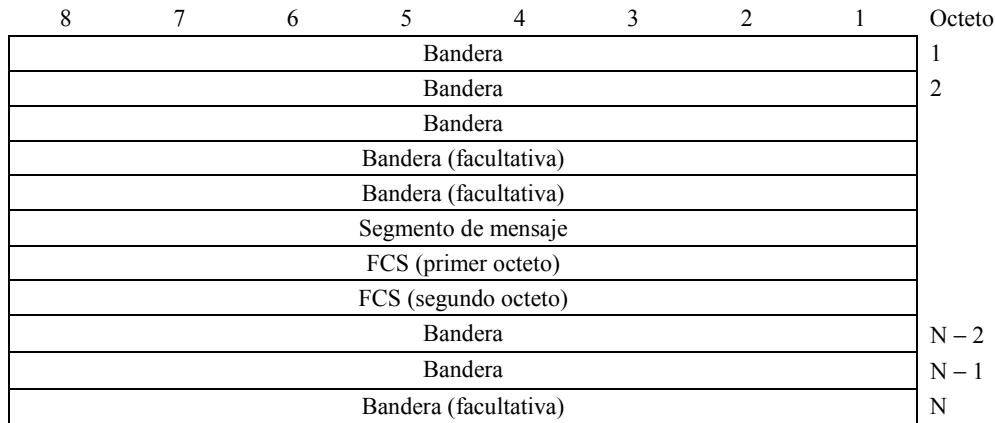 8 7 6 5 4 3 2 1 Octeto
Bandera 1
Bandera 2
Bandera
Bandera (facultativa)
Bandera (facultativa)
Segmento de mensaje
FCS (primer octeto)
FCS (segundo octeto)
Bandera N – 2
Bandera N – 1
Bandera (facultativa) N